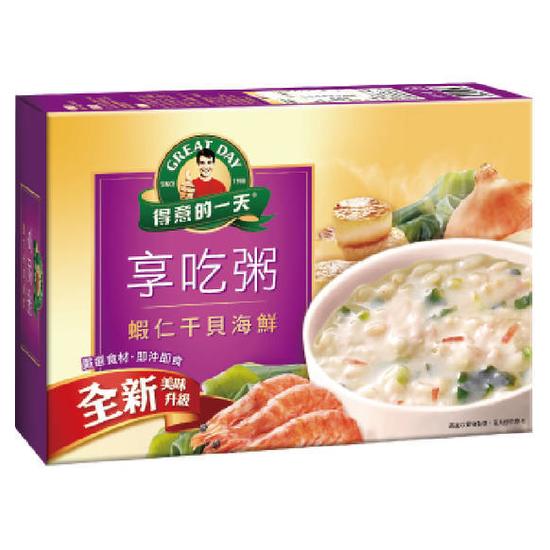 GREAT DAY
SINCE 1998
得意的一天®
享吃粥
蝦仁干貝海鮮
嚴選食材·即沖即食
全新
美味
升級